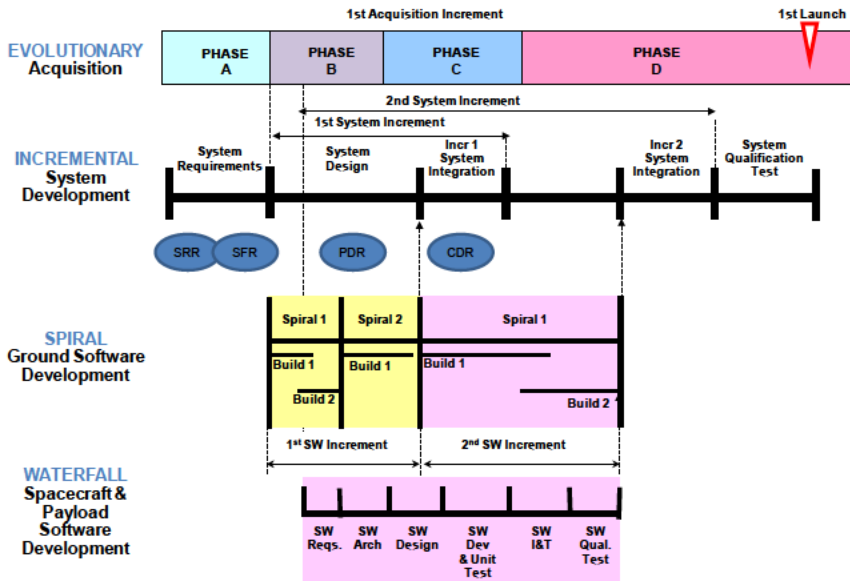 1st Acquisition Increment
1st Launch
EVOLUTIONARY
Acquisition
PHASE
A
PHASE
B
PHASE
C
PHASE
D
2nd System Increment
1st System Increment
INCREMENTAL
System
Development
System
Requirements
System
Design
Incr 1
System
Integration
Incr 2
System
Integration
System
Qualification
Test
SRR
SFR
PDR
CDR
SPIRAL
Ground Software
Development
Spiral 1
Spiral 2
Spiral 1
Build 1
Build 1
Build 1
Build 2
Build 2
1st SW Increment
2nd SW Increment
WATERFALL
Spacecraft &
Payload
Software
Development
SW
Reqs.
SW
Arch
SW
Design
SW
Dev
& Unit
Test
SW
I&T
SW
Qual.
Test